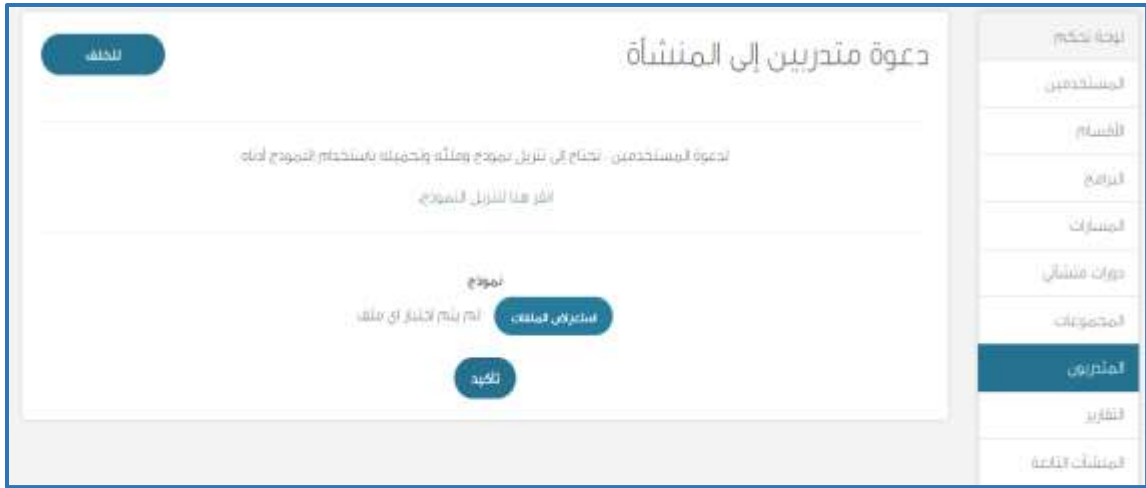 دعوة متدربين إلى المنشأة
للخلف
لدعوة المستخدمين , تحتاج إلى تنزيل نموذج وملئه وتحميله باستخدام النموذج أدناه
انقر هنا لتنزيل النموذج.
نموذج
استعراض الملفات لم يتم اختيار اي ملف
تأكيد
لوحة تحكم
المستخدمين
الأقسام
البرامج
المسارات
دورات منشأتي
المجموعات
المتدربون
التقارير
المنشآت التابعة